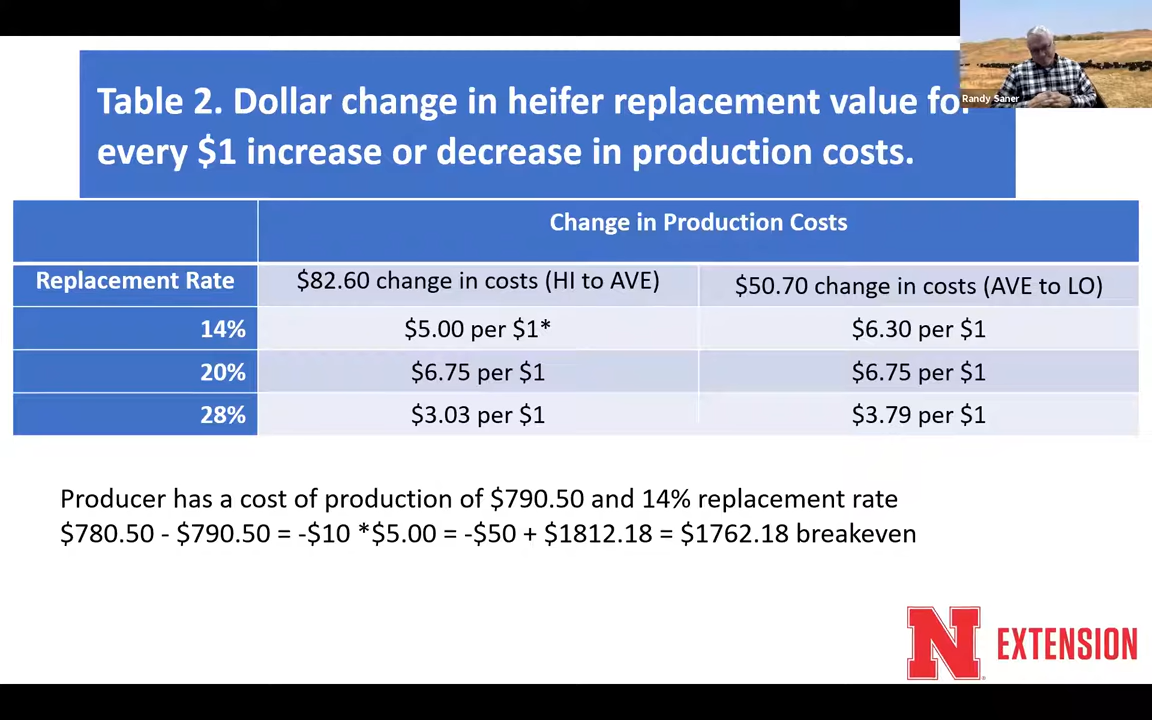 Table 2. Dollar change in heifer replacement value for
every $1 increase or decrease in production costs.
Randy Saner
Change in Production Costs
Replacement Rate $82.60 change in costs (HI to AVE) $50.70 change in costs (AVE to LO)
14% $5.00 per $1* $6.30 per $1
20% $6.75 per $1 $6.75 per $1
28% $3.03 per $1 $3.79 per $1
Producer has a cost of production of $790.50 and 14% replacement rate
$780.50 - $790.50 = -$10 *$5.00 = -$50 + $1812.18 = $1762.18 breakeven
N EXTENSION